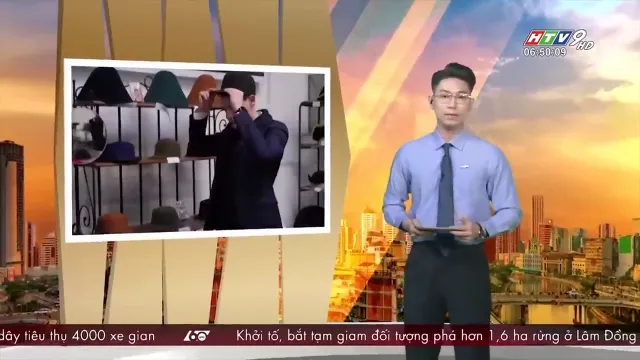 HTV9 HD
06:50:09
dây tiêu thụ 4000 xe gian 60 Khởi tố, bắt tạm giam đối tượng phá hơn 1,6 ha rừng ở Lâm Đồng